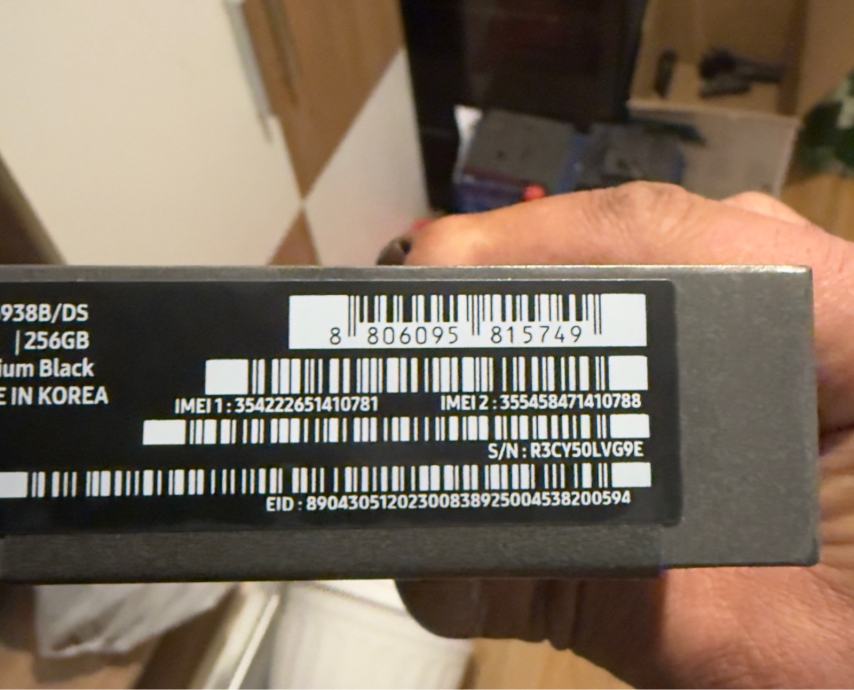 938B/DS
| 256GB
ium Black
E IN KOREA
8 806095 815749
IMEI 1 : 354222651410781 IMEI 2 : 355458471410788
S/N : R3CY50LVG9E
EID : 89043051202300838925004538200594